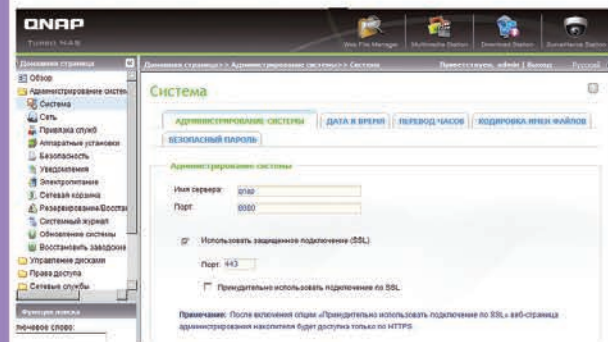 QNAP
TURBO NAS
Web File Manager
Multimedia Station
Download Station
Surveillance Station
Домашняя страница
Домашняя страница >> Администрирование системы >> Система
Приветствуем, admin | Выход
Русский
Обзор
Администрирование систем
Система
Сеть
Привязка служб
Аппаратные установки
Безопасность
Уведомления
Электропитание
Сетевая корзина
Резервирование/Восстан
Системный журнал
Обновление системы
Восстановить заводские
Управление дисками
Права доступа
Сетевые службы
Функция поиска
лючевое слово:
Система
АДМИНИСТРИРОВАНИЕ СИСТЕМЫ
ДАТА И ВРЕМЯ
ПЕРЕВОД ЧАСОВ
КОДИРОВКА ИМЕН ФАЙЛОВ
БЕЗОПАСНЫЙ ПАРОЛЬ
Администрирование системы
Имя сервера: qnap
Порт: 8080
Использовать защищенное подключение (SSL)
Порт: 443
Принудительно использовать подключение по SSL
Примечание: После включения опции «Принудительно использовать подключение по SSL» веб-страница
администрирования накопителя будет доступна только по HTTPS